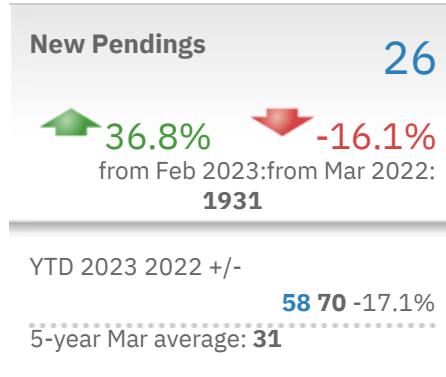 New Pendings
26
36.8% -16.1%
from Feb 2023:from Mar 2022:
1931
YTD 2023 2022 +/-
58 70 -17.1%
5-year Mar average: 31